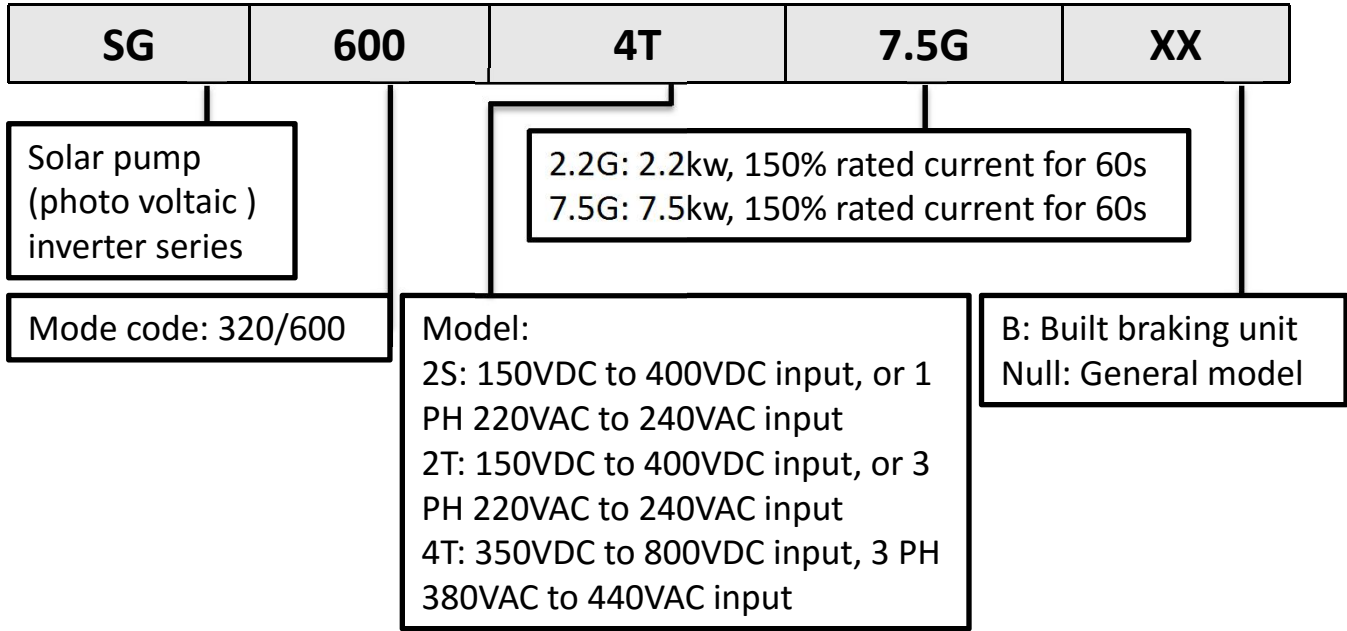 SG 600 4T 7.5G XX
Solar pump
(photo voltaic )
inverter series
2.2G: 2.2kw, 150% rated current for 60s
7.5G: 7.5kw, 150% rated current for 60s
Mode code: 320/600
Model:
2S: 150VDC to 400VDC input, or 1
PH 220VAC to 240VAC input
2T: 150VDC to 400VDC input, or 3
PH 220VAC to 240VAC input
4T: 350VDC to 800VDC input, 3 PH
380VAC to 440VAC input
B: Built braking unit
Null: General model